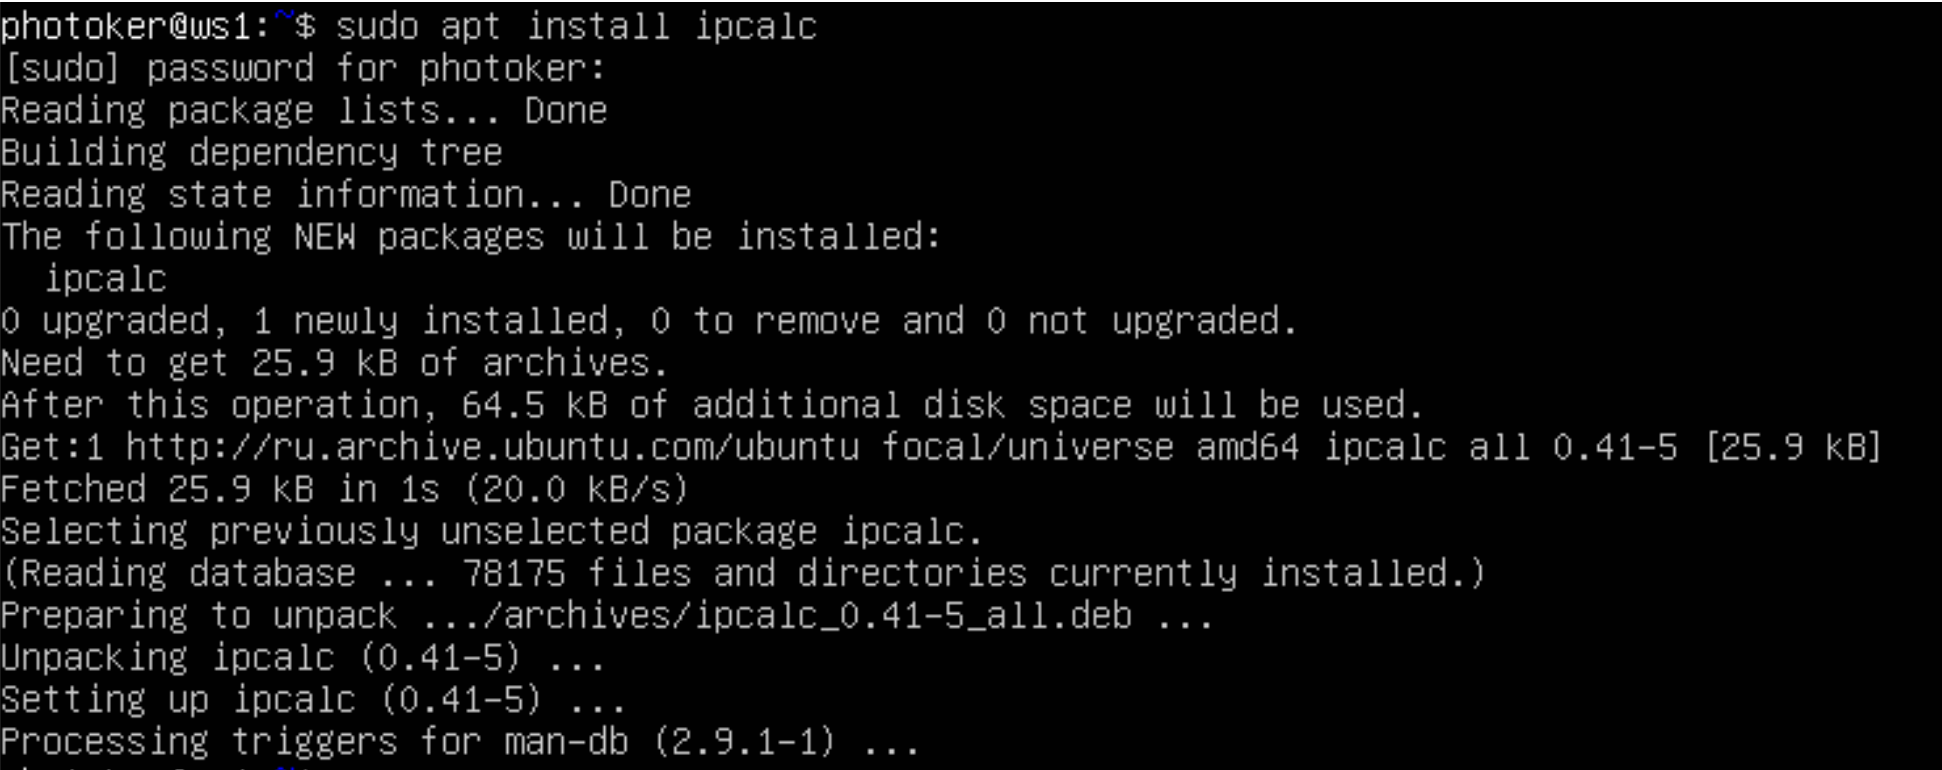 photoker@ws1:~$ sudo apt install ipcalc
[sudo] password for photoker:
Reading package lists... Done
Building dependency tree
Reading state information... Done
The following NEW packages will be installed:
  ipcalc
0 upgraded, 1 newly installed, 0 to remove and 0 not upgraded.
Need to get 25.9 kB of archives.
After this operation, 64.5 kB of additional disk space will be used.
Get:1 http://ru.archive.ubuntu.com/ubuntu focal/universe amd64 ipcalc all 0.41-5 [25.9 kB]
Fetched 25.9 kB in 1s (20.0 kB/s)
Selecting previously unselected package ipcalc.
(Reading database ... 78175 files and directories currently installed.)
Preparing to unpack .../archives/ipcalc_0.41-5_all.deb ...
Unpacking ipcalc (0.41-5) ...
Setting up ipcalc (0.41-5) ...
Processing triggers for man-db (2.9.1-1) ...